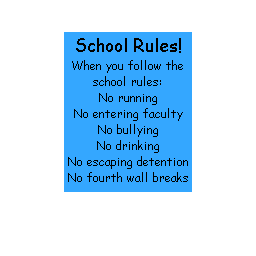 School Rules!
When you follow the
school rules:
No running
No entering faculty
No bullying
No drinking
No escaping detention
No fourth wall breaks